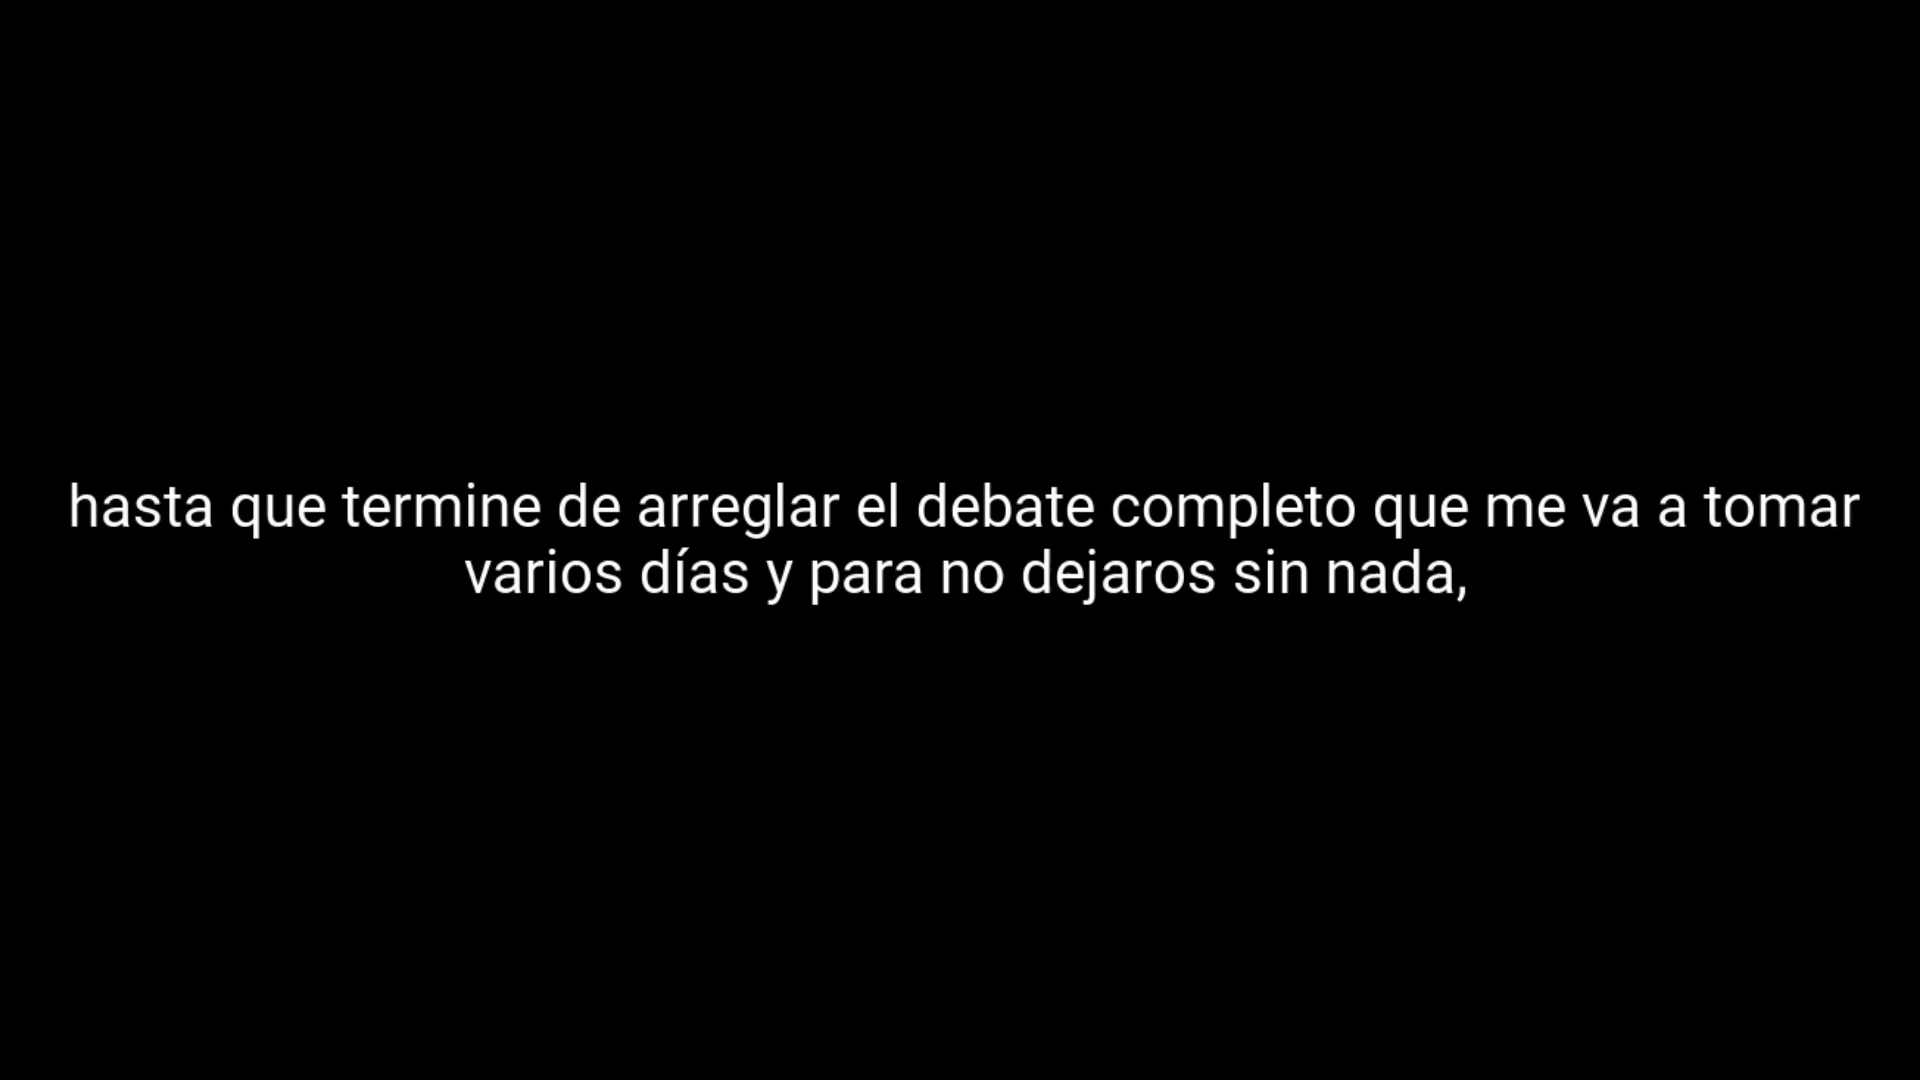 hasta que termine de arreglar el debate completo que me va a tomar
varios días y para no dejaros sin nada,